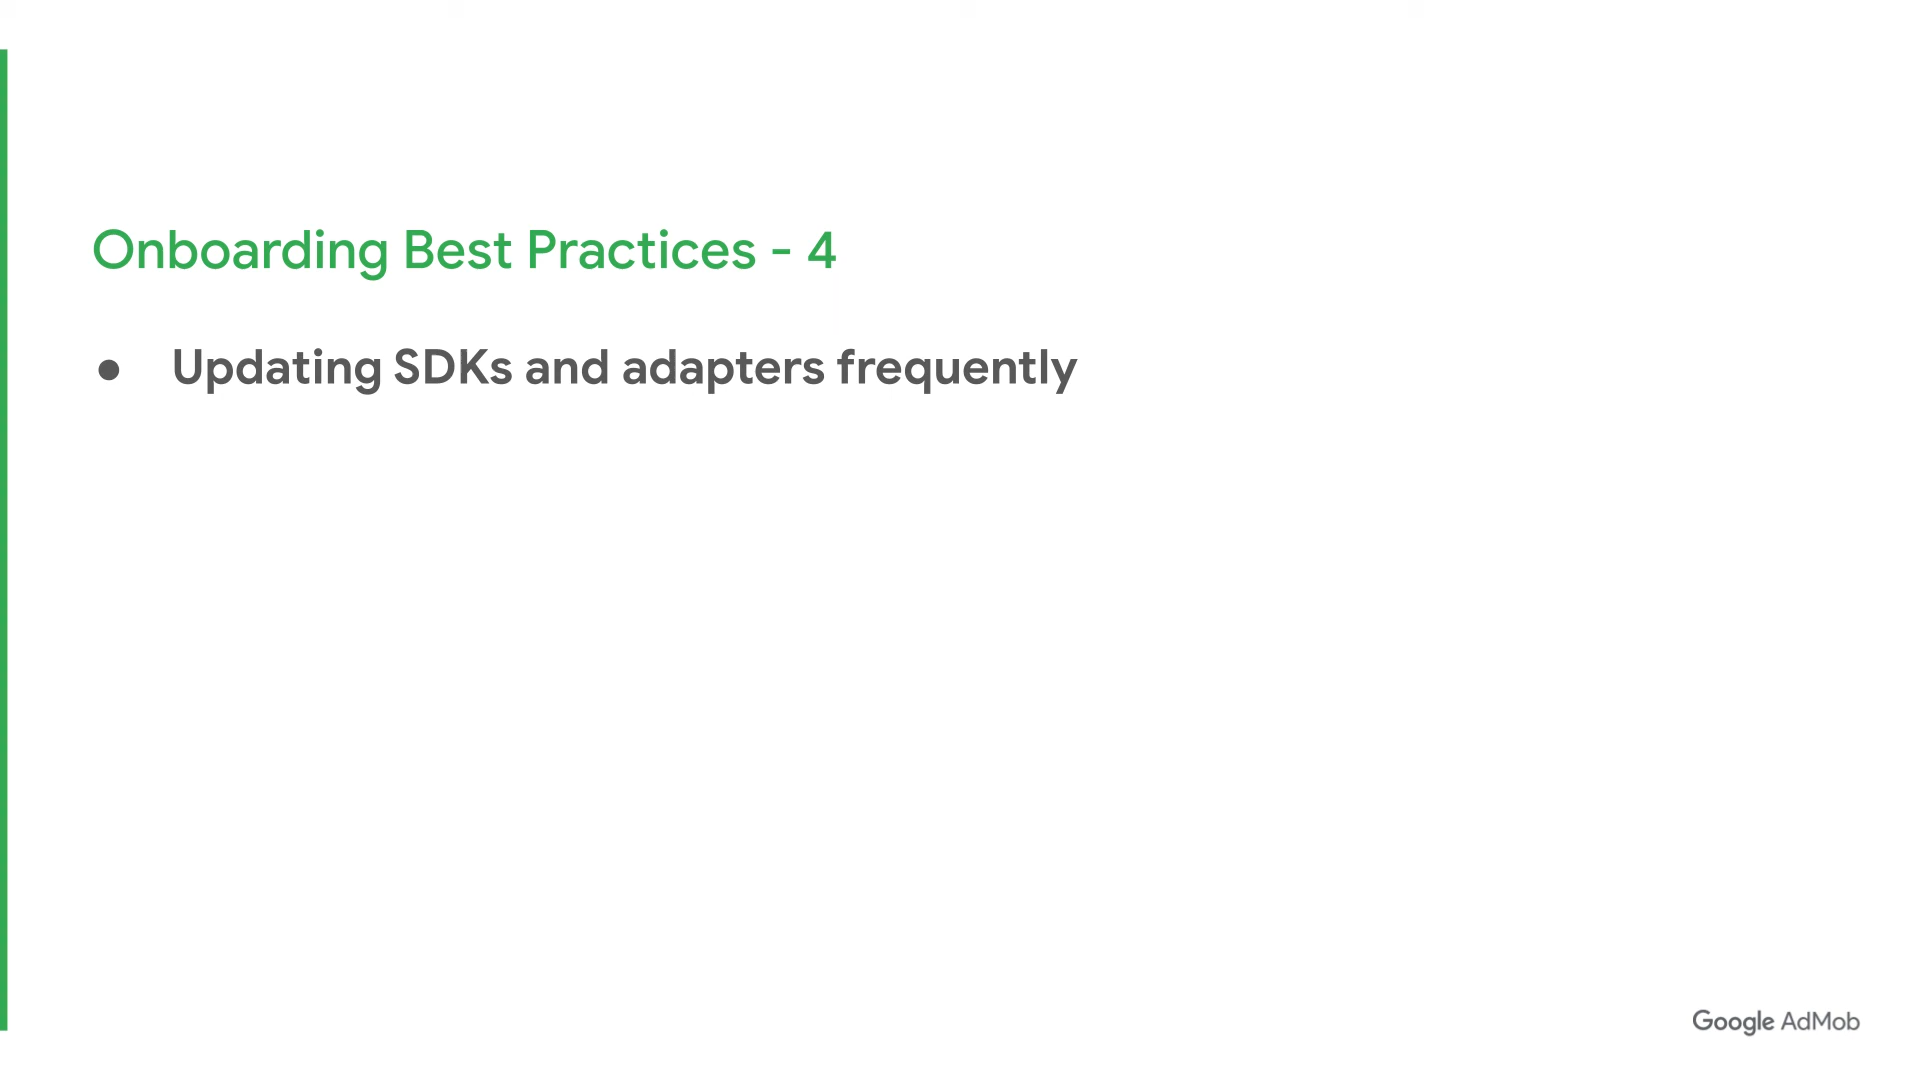 Onboarding Best Practices - 4
● Updating SDKs and adapters frequently
Google AdMob